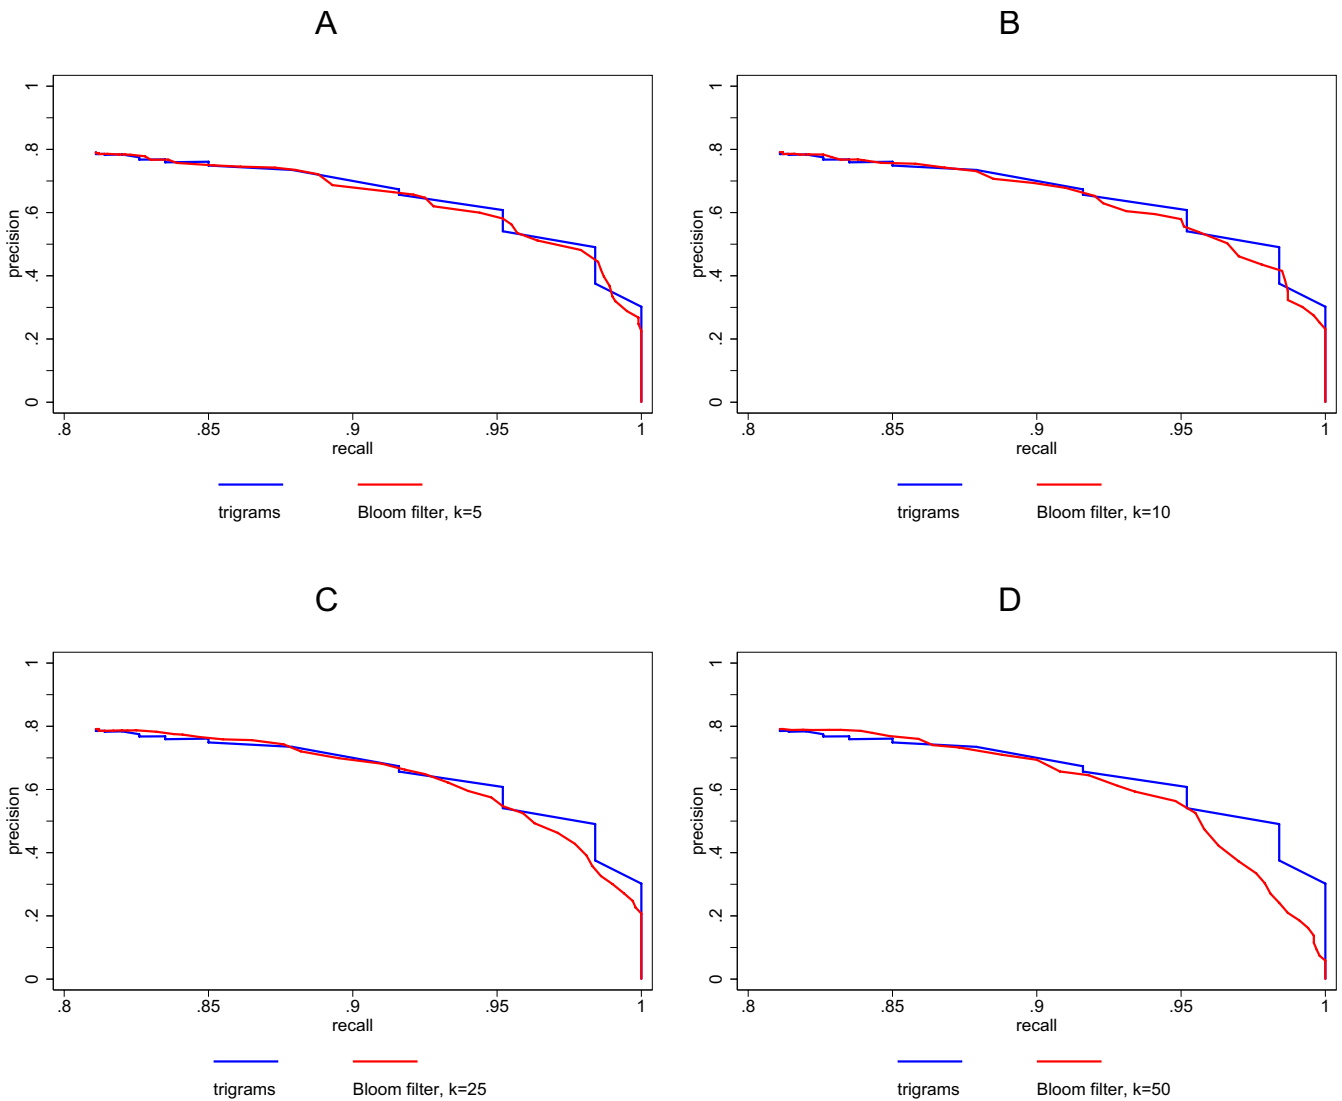 A
precision
1
.8
.6
.4
.2
0
.8 .85 .9 .95 1
recall
trigrams Bloom filter, k=5
B
precision
1
.8
.6
.4
.2
0
.8 .85 .9 .95 1
recall
trigrams Bloom filter, k=10
C
precision
1
.8
.6
.4
.2
0
.8 .85 .9 .95 1
recall
trigrams Bloom filter, k=25
D
precision
1
.8
.6
.4
.2
0
.8 .85 .9 .95 1
recall
trigrams Bloom filter, k=50